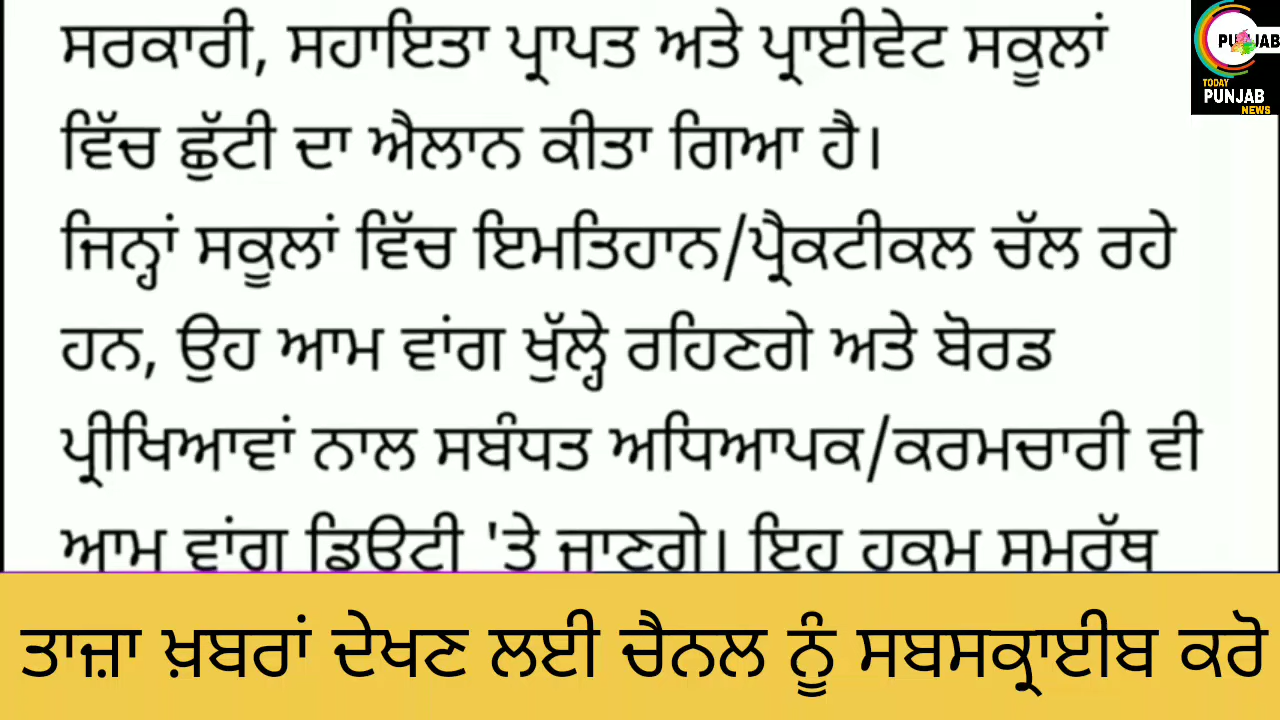 ਸਰਕਾਰੀ, ਸਹਾਇਤਾ ਪ੍ਰਾਪਤ ਅਤੇ ਪ੍ਰਾਈਵੇਟ ਸਕੂਲਾਂ
ਵਿੱਚ ਛੁੱਟੀ ਦਾ ਐਲਾਨ ਕੀਤਾ ਗਿਆ ਹੈ।
ਜਿਨ੍ਹਾਂ ਸਕੂਲਾਂ ਵਿੱਚ ਇਮਤਿਹਾਨ/ਪ੍ਰੈਕਟੀਕਲ ਚੱਲ ਰਹੇ
ਹਨ, ਉਹ ਆਮ ਵਾਂਗ ਖੁੱਲ੍ਹੇ ਰਹਿਣਗੇ ਅਤੇ ਬੋਰਡ
ਪ੍ਰੀਖਿਆਵਾਂ ਨਾਲ ਸਬੰਧਤ ਅਧਿਆਪਕ/ਕਰਮਚਾਰੀ ਵੀ
ਆਮ ਵਾਂਗ ਡਿਊਟੀ 'ਤੇ ਜਾਣਗੇ। ਇਹ ਹੁਕਮ ਸਮਰੱਥ
PUNJAB
TODAY
PUNJAB
NEWS
ਤਾਜ਼ਾ ਖ਼ਬਰਾਂ ਦੇਖਣ ਲਈ ਚੈਨਲ ਨੂੰ ਸਬਸਕ੍ਰਾਈਬ ਕਰੋ